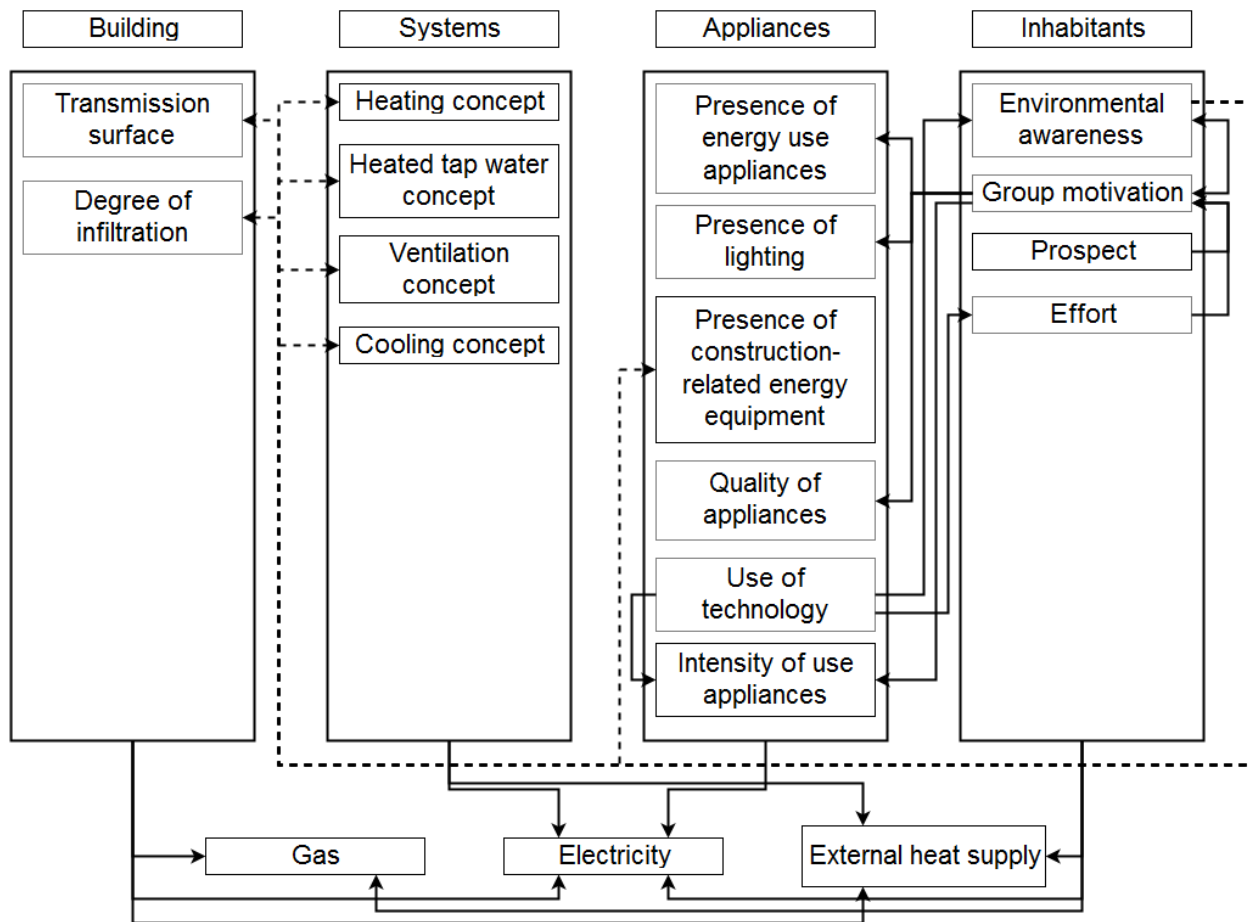 Building
Systems
Appliances
Inhabitants
Transmission
surface
Degree of
infiltration
Heating concept
Heated tap water
concept
Ventilation
concept
Cooling concept
Presence of
energy use
appliances
Presence of
lighting
Presence of
construction-
related energy
equipment
Quality of
appliances
Use of
technology
Intensity of use
appliances
Environmental
awareness
Group motivation
Prospect
Effort
Gas
Electricity
External heat supply